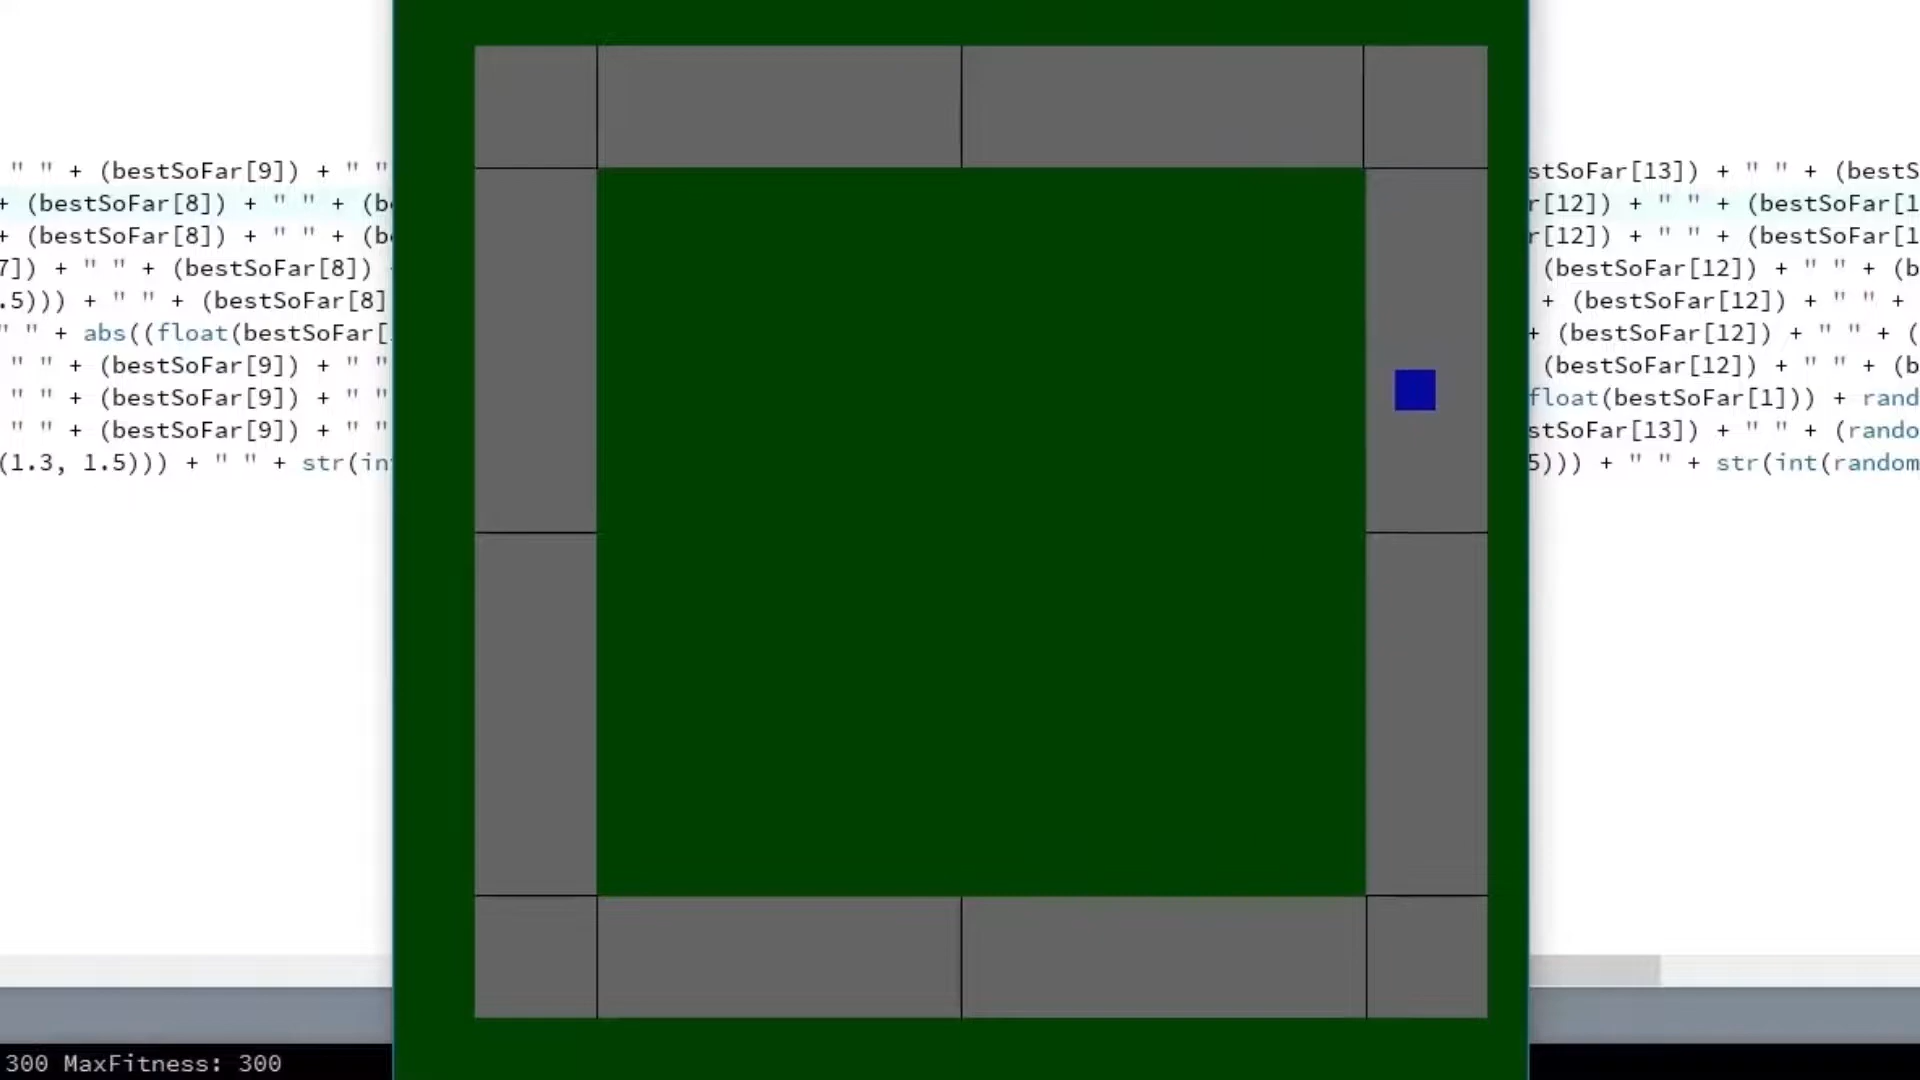 " " + (bestSoFar[9]) + " "
+ (bestSoFar[8]) + " " + (b
+ (bestSoFar[8]) + " " + (b
7]) + " " + (bestSoFar[8])
.5))) + " " + (bestSoFar[8]
" " + abs((float(bestSoFar[
" " + (bestSoFar[9]) + " "
" " + (bestSoFar[9]) + " "
" " + (bestSoFar[9]) + " "
(1.3, 1.5))) + " " + str(in
stSoFar[13]) + " " + (bestS
r[12]) + " " + (bestSoFar[1
r[12]) + " " + (bestSoFar[1
(bestSoFar[12]) + " " + (b
+ (bestSoFar[12]) + " " +
+ (bestSoFar[12]) + " " + (
(bestSoFar[12]) + " " + (b
float(bestSoFar[1])) + rand
stSoFar[13]) + " " + (rando
5))) + " " + str(int(random
300 MaxFitness: 300